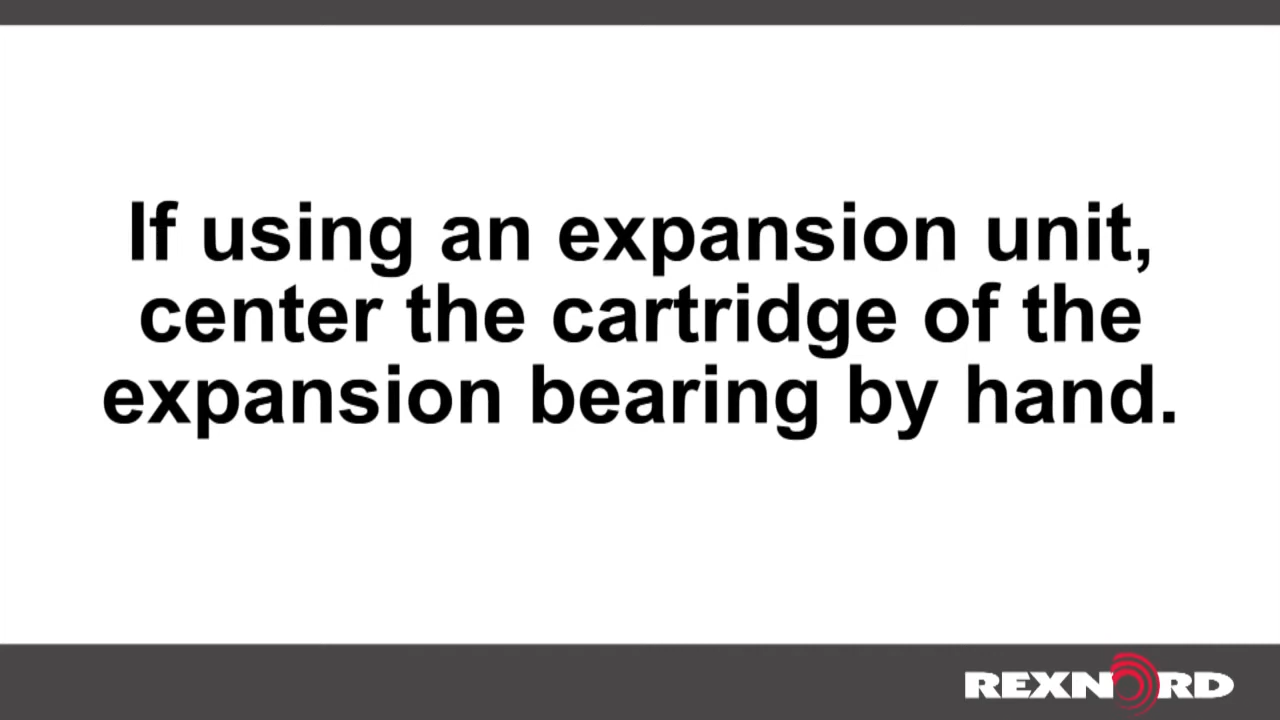 If using an expansion unit,
center the cartridge of the
expansion bearing by hand.
REXNORD